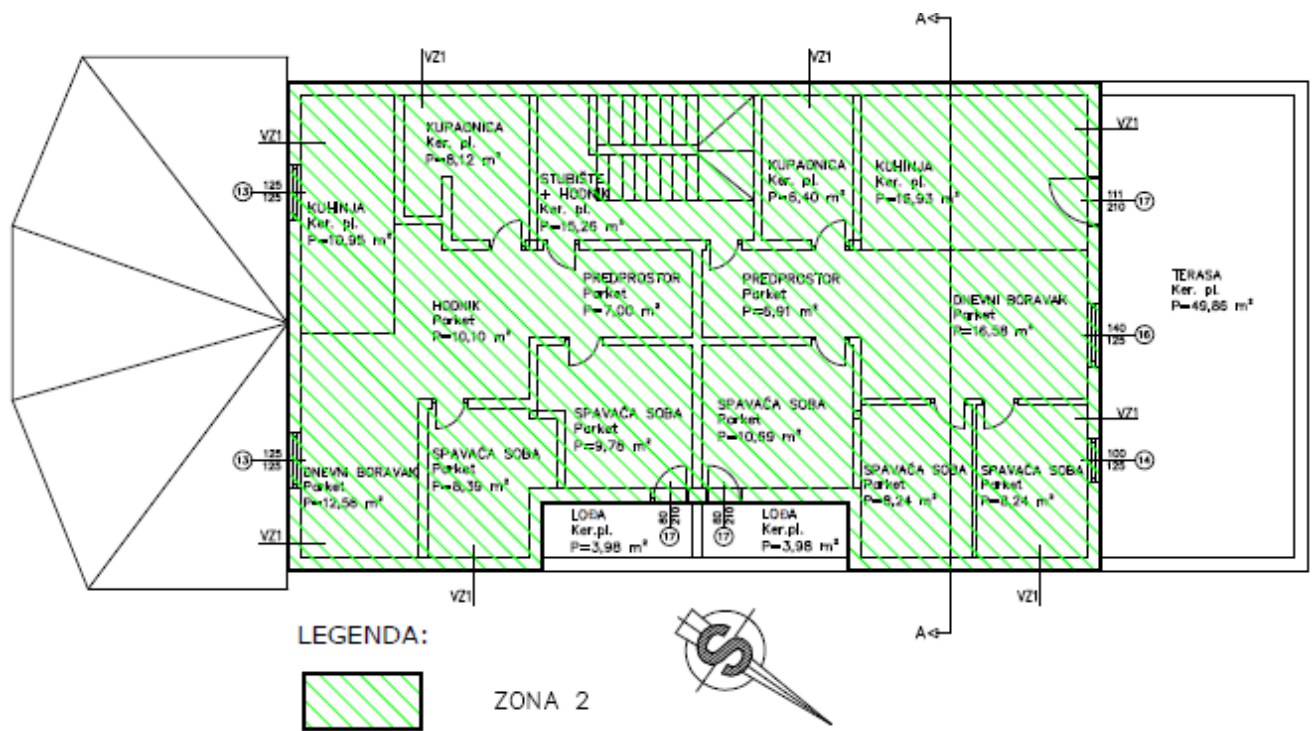 A
VZ1
VZ1
KUPAONICA
Ker. pl.
P=8,12 m²
VZ1
STUBIŠTE
+ HODNIK
Ker. pl.
P=15,26 m²
KUPAONICA
Ker. pl.
P=6,40 m²
KUHINJA
Ker. pl.
VZ1
13
125
125
KUHINJA
Ker. pl.
P=10,95 m²
111
210
17
PREDPROSTOR
Parket
P=7,00 m²
PREDPROSTOR
Parket
P=6,91 m²
HODNIK
Parket
P=10,10 m²
DNEVNI BORAVAK
Parket
P=16,58 m²
TERASA
Ker. pl.
P=49,86 m²
140
125
16
SPAVAĆA SOBA
Parket
P=9,76 m²
SPAVAĆA SOBA
Parket
P=10,59 m²
VZ1
13
125
125
DNEVNI BORAVAK
Parket
P=12,56 m²
SPAVAĆA SOBA
Parket
P=8,39 m²
SPAVAĆA SOBA
Parket
P=8,24 m²
SPAVAĆA SOBA
Parket
P=8,24 m²
100
125
14
LOĐA
Ker.pl.
P=3,98 m²
80
210
17
80
210
17
LOĐA
Ker.pl.
P=3,98 m²
VZ1
VZ1
VZ1
A
LEGENDA:
S
ZONA 2